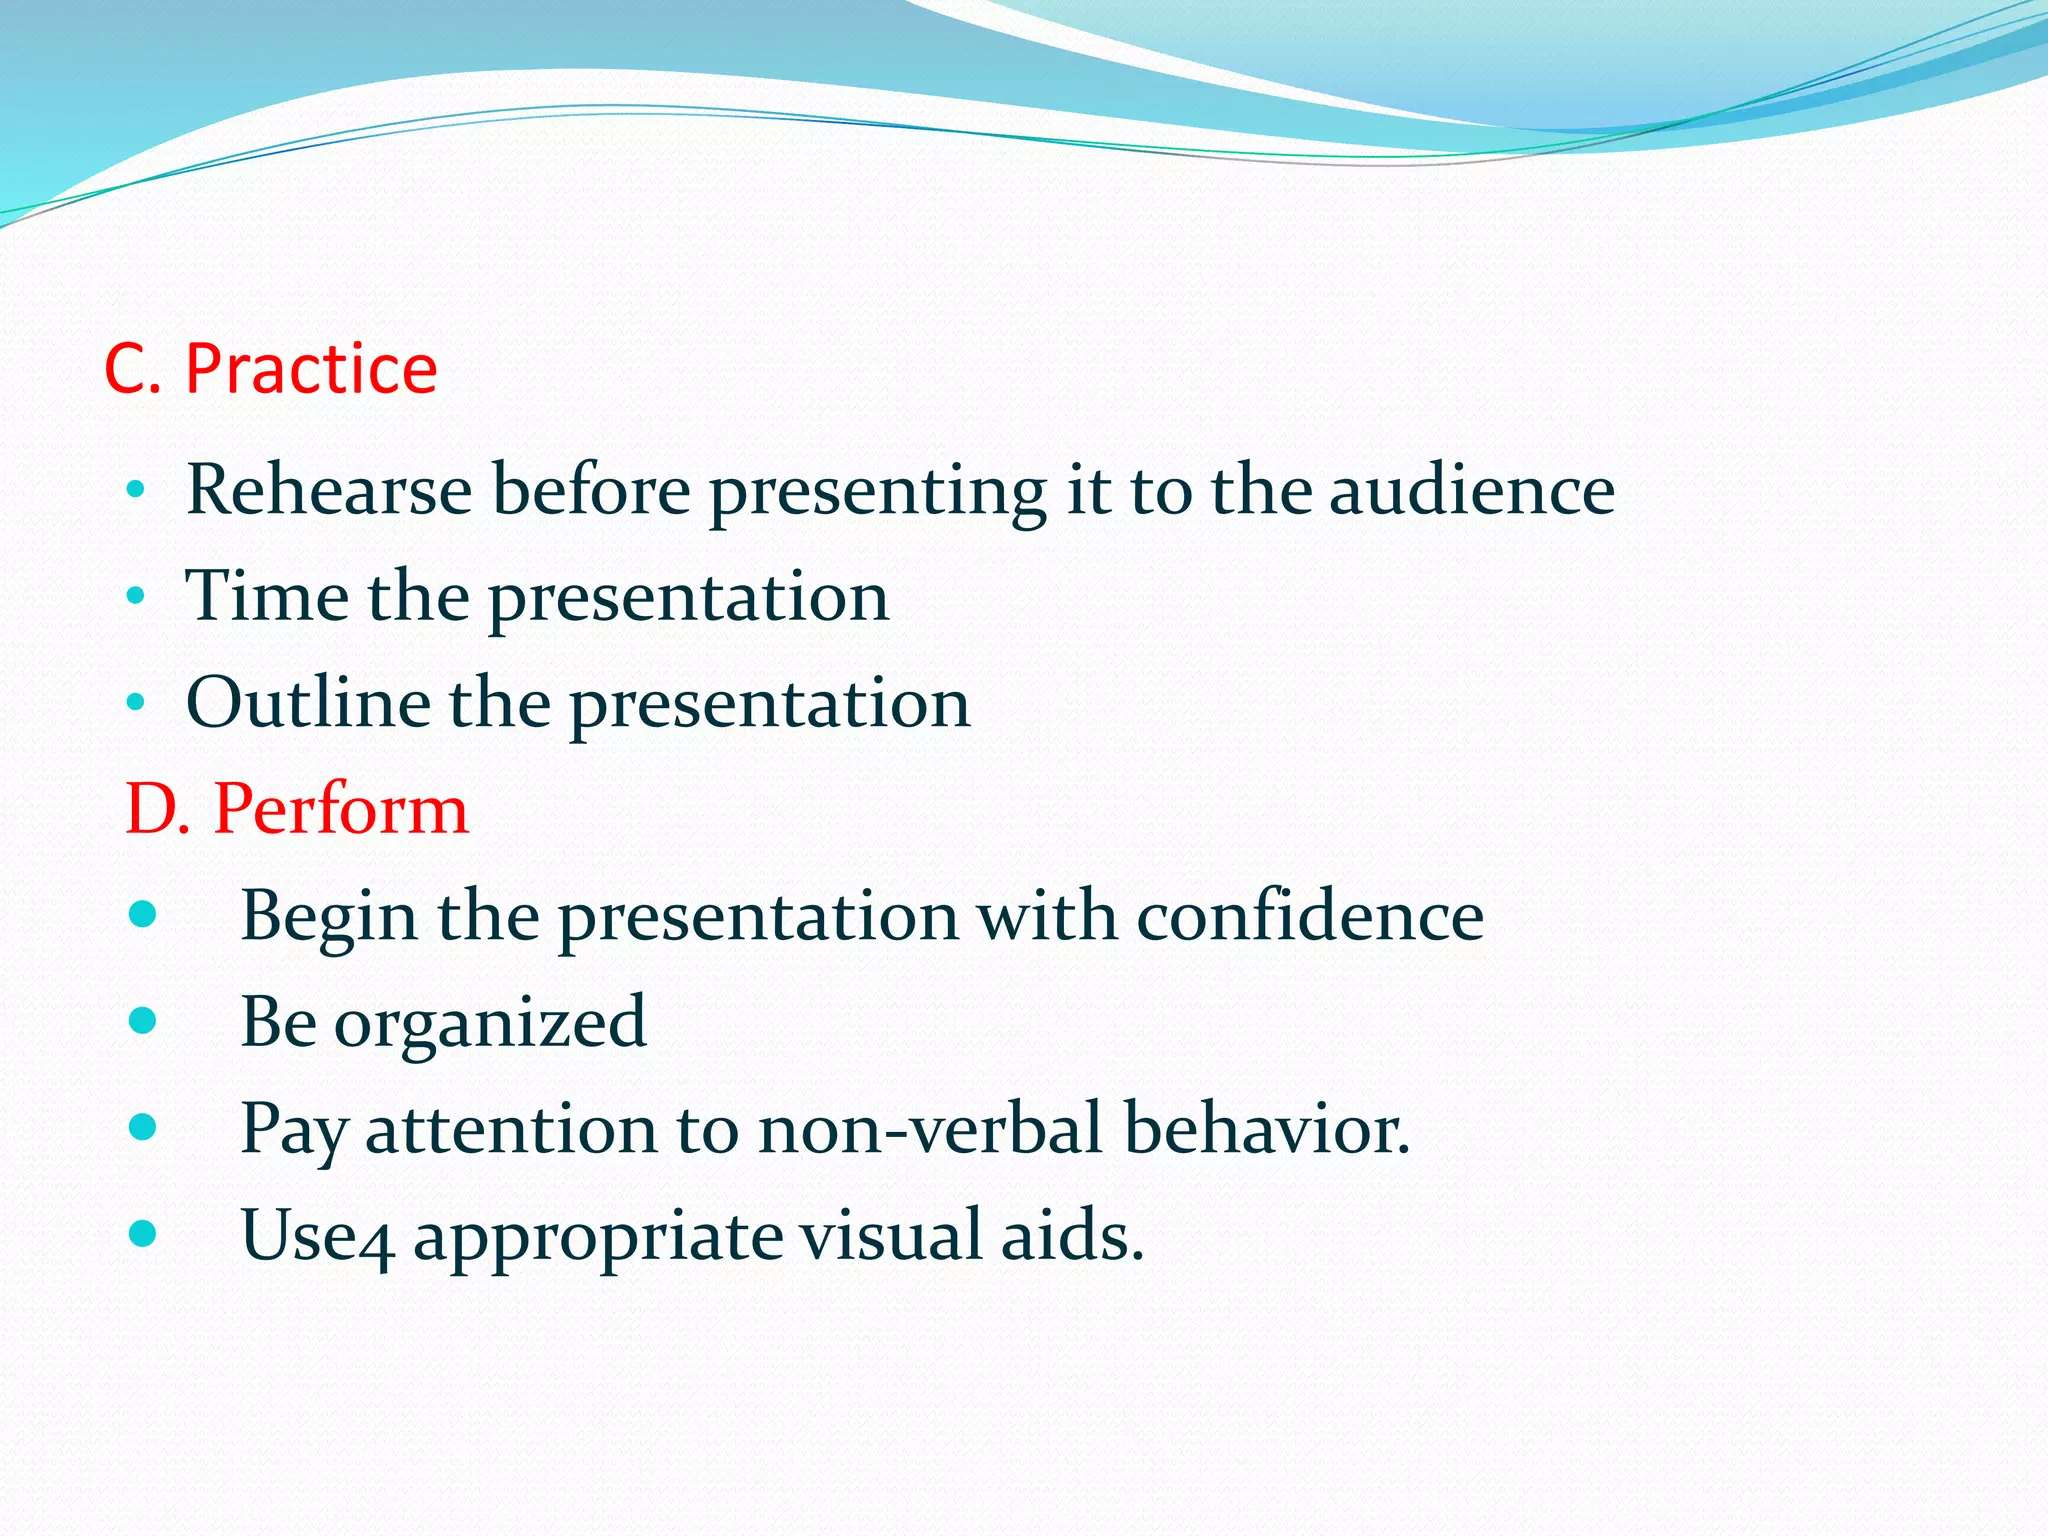 C. Practice
• Rehearse before presenting it to the audience
• Time the presentation
• Outline the presentation
D. Perform
• Begin the presentation with confidence
• Be organized
• Pay attention to non-verbal behavior.
• Use4 appropriate visual aids.